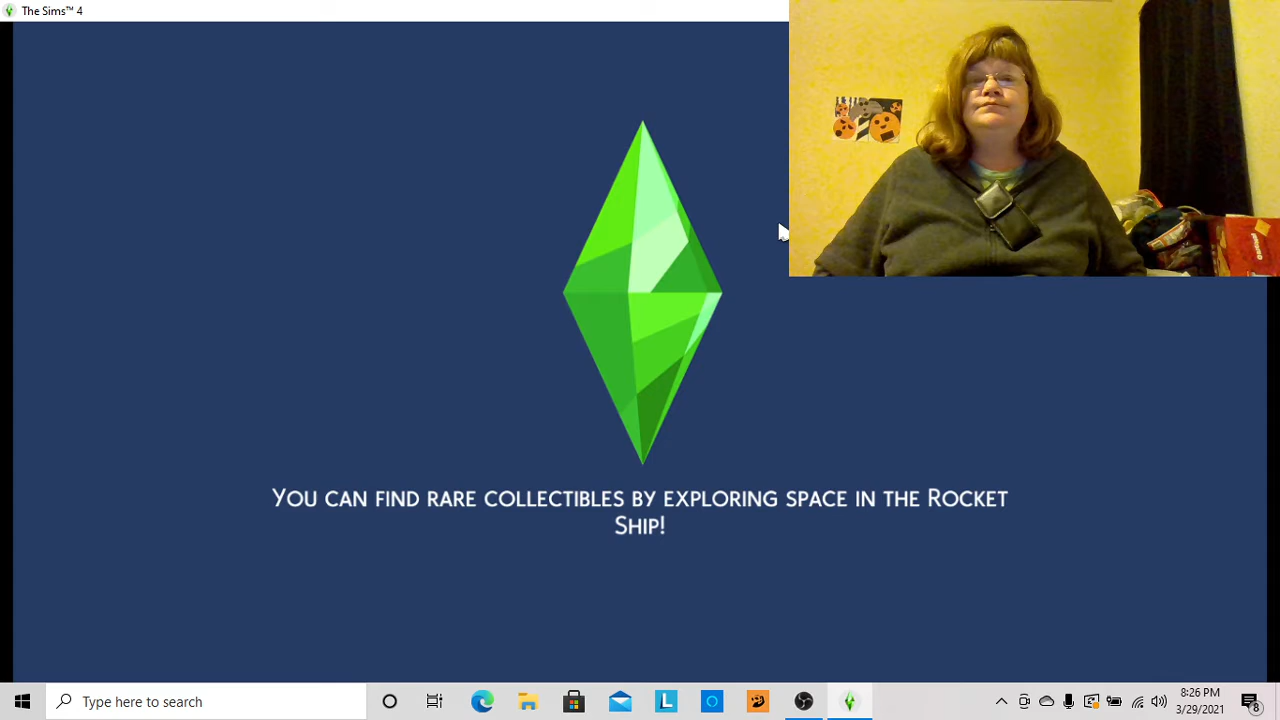 The Sims™ 4
You can find rare collectibles by exploring space in the Rocket
Ship!
Type here to search
L
8:26 PM
3/29/2021
8